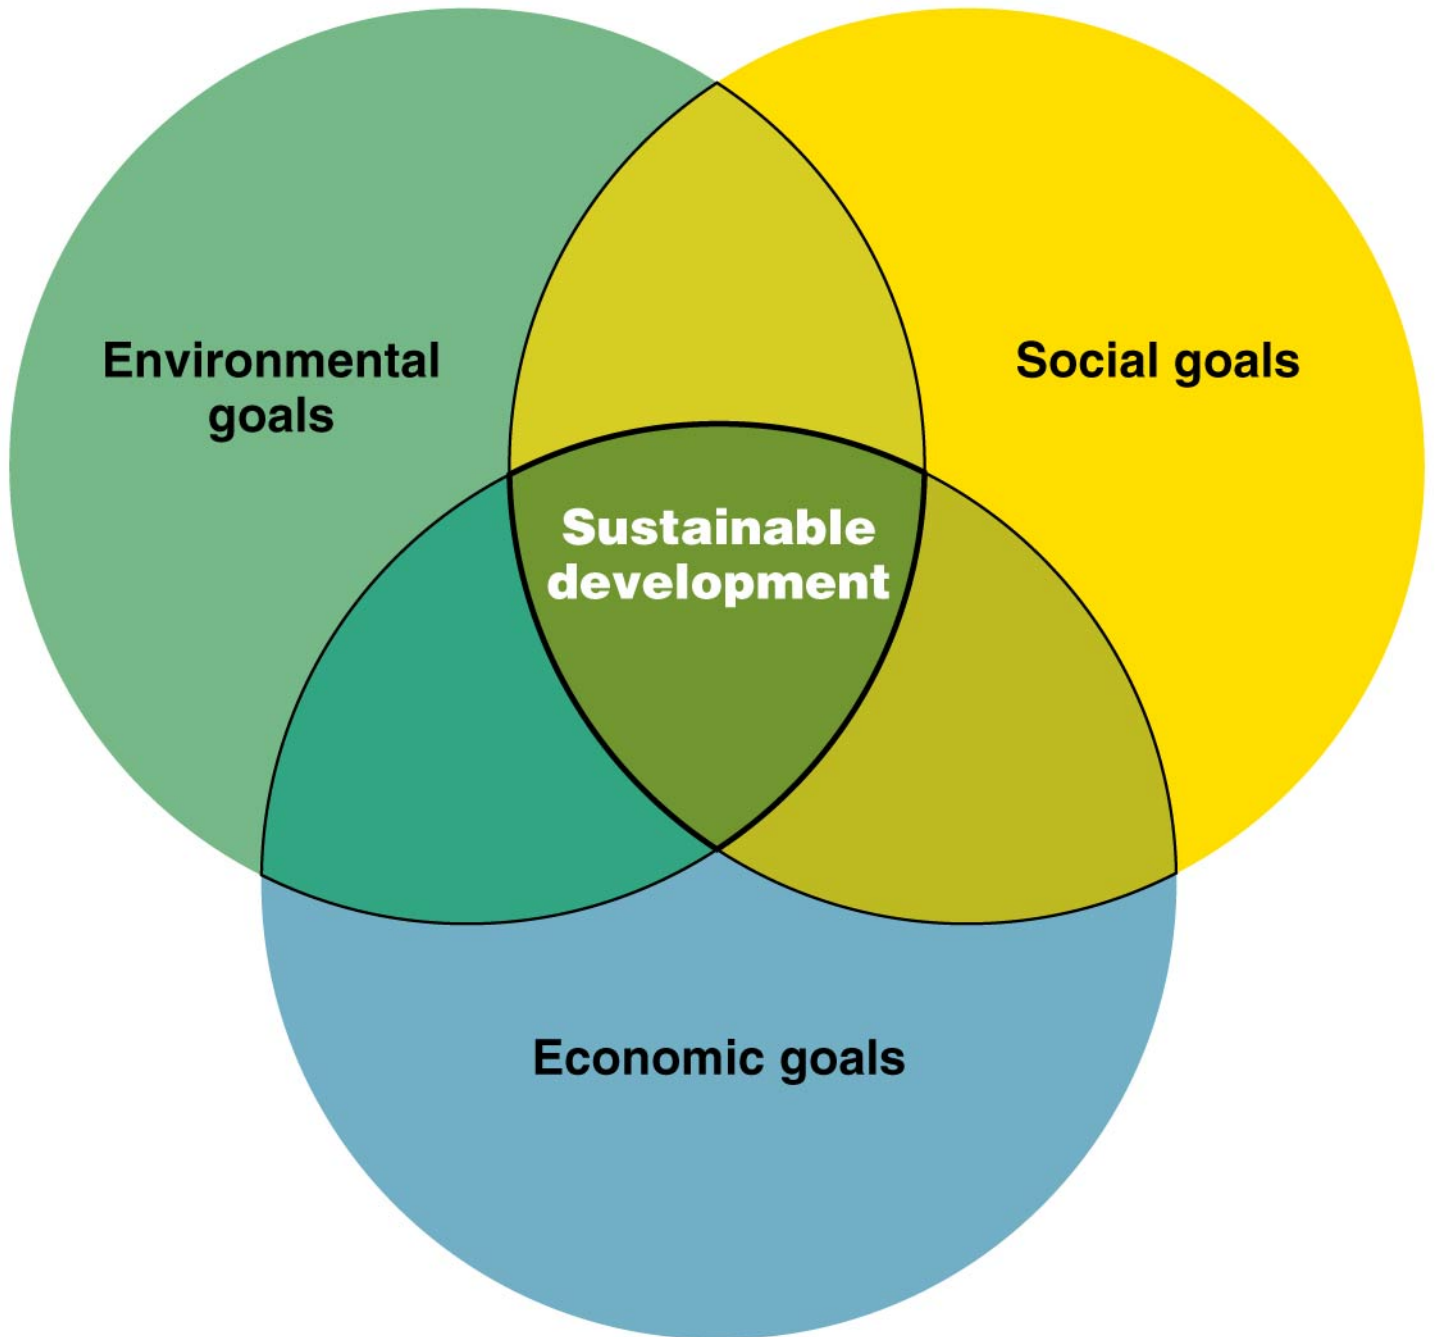 Environmental
goals
Social goals
Sustainable
development
Economic goals